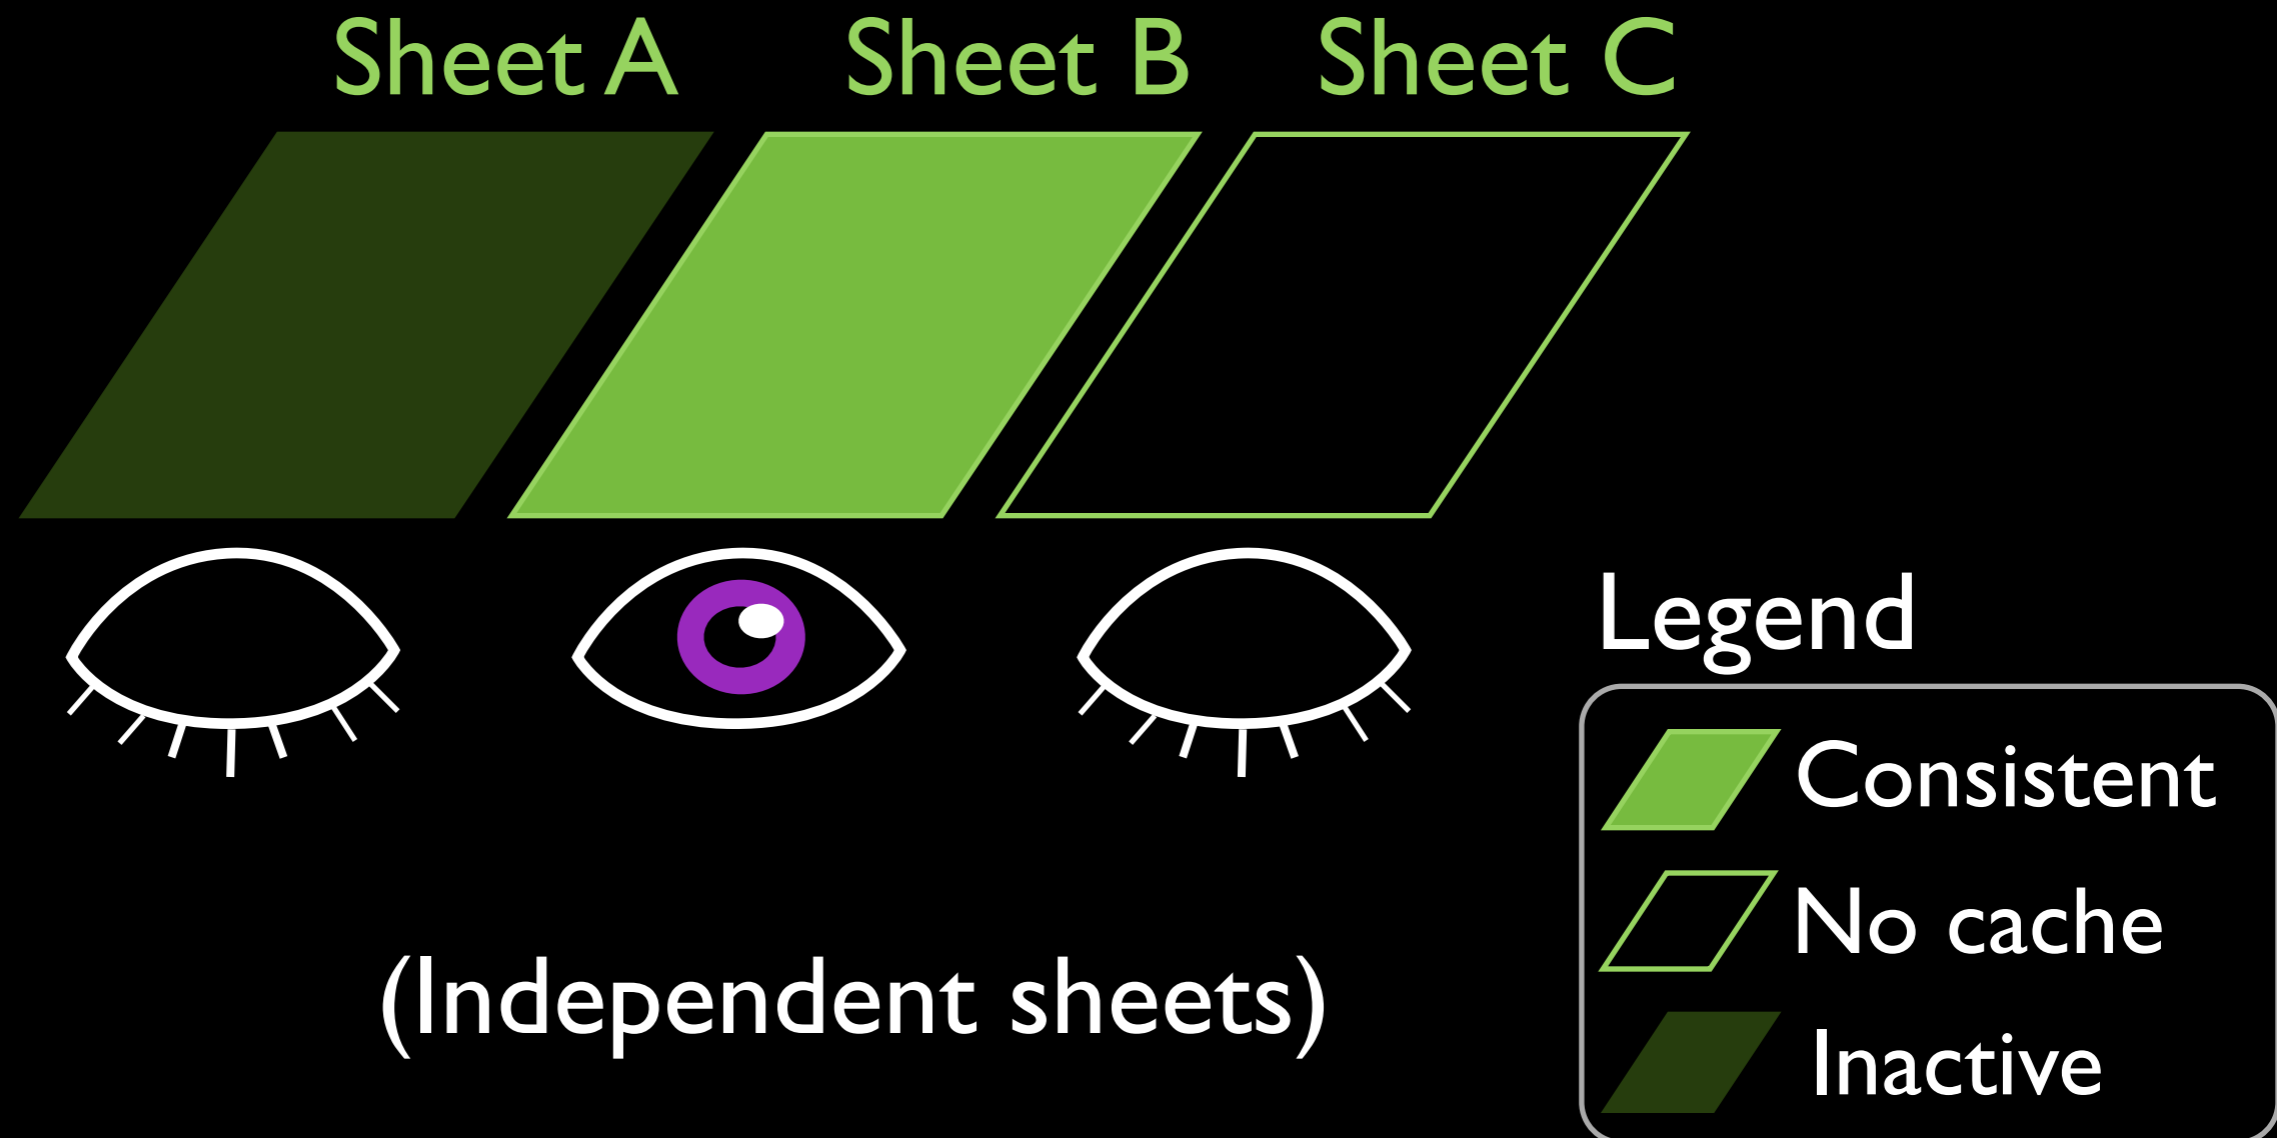 Sheet A Sheet B Sheet C
Legend
Consistent
No cache
(Independent sheets)
Inactive